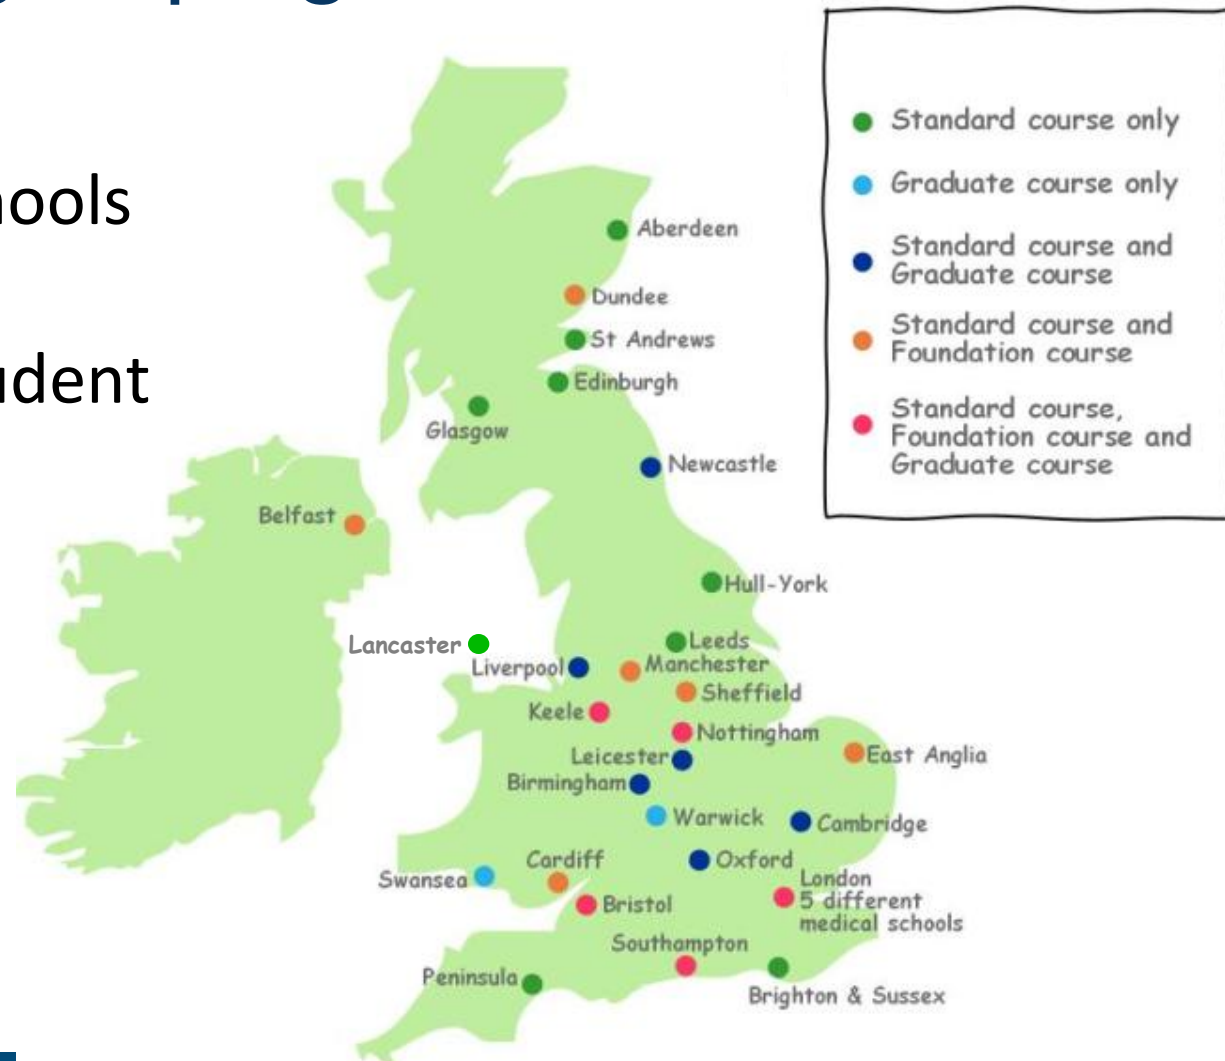 Standard course only
Graduate course only
Standard course and
Graduate course
Standard course and
Foundation course
Standard course,
Foundation course and
Graduate course
hools
udent
Aberdeen
Dundee
St Andrews
Edinburgh
Glasgow
Newcastle
Belfast
Hull-York
Lancaster
Leeds
Liverpool
Manchester
Sheffield
Keele
Nottingham
Leicester
East Anglia
Birmingham
Warwick
Cambridge
Cardiff
Oxford
Swansea
London
5 different
medical schools
Bristol
Southampton
Peninsula
Brighton & Sussex